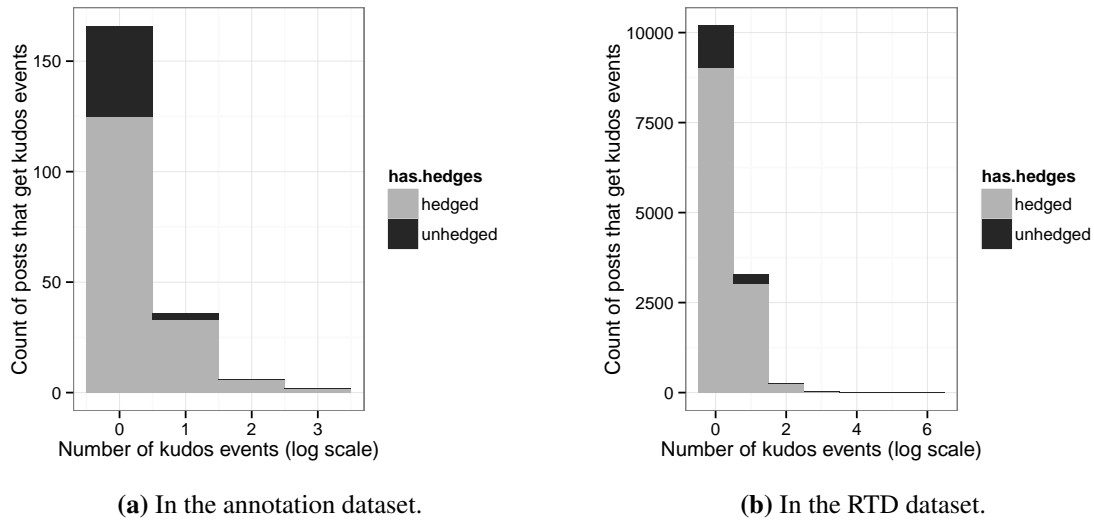 150
100
50
0
Count of posts that get kudos events
0 1 2 3
Number of kudos events (log scale)
has.hedges
hedged
unhedged
(a) In the annotation dataset.
10000
7500
5000
2500
0
Count of posts that get kudos events
0 2 4 6
Number of kudos events (log scale)
has.hedges
hedged
unhedged
(b) In the RTD dataset.